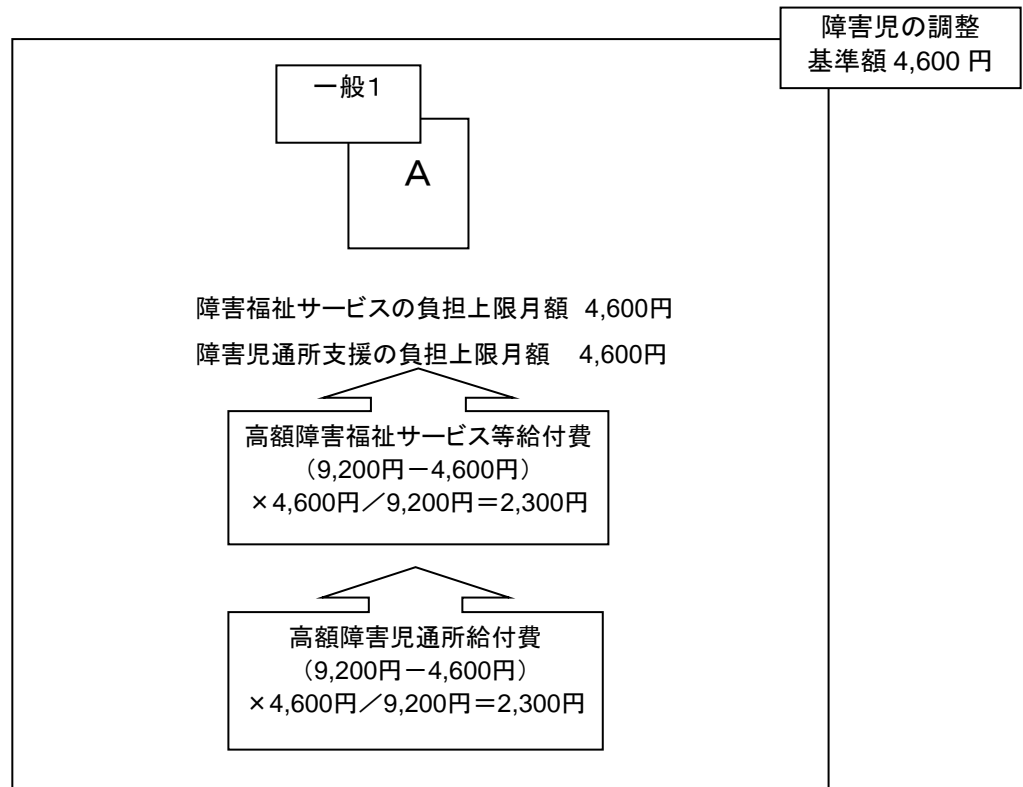 障害児の調整
基準額 4,600 円
一般1
A
障害福祉サービスの負担上限月額 4,600円
障害児通所支援の負担上限月額 4,600円
高額障害福祉サービス等給付費
(9,200円-4,600円)
×4,600円/9,200円=2,300円
高額障害児通所給付費
(9,200円-4,600円)
×4,600円/9,200円=2,300円